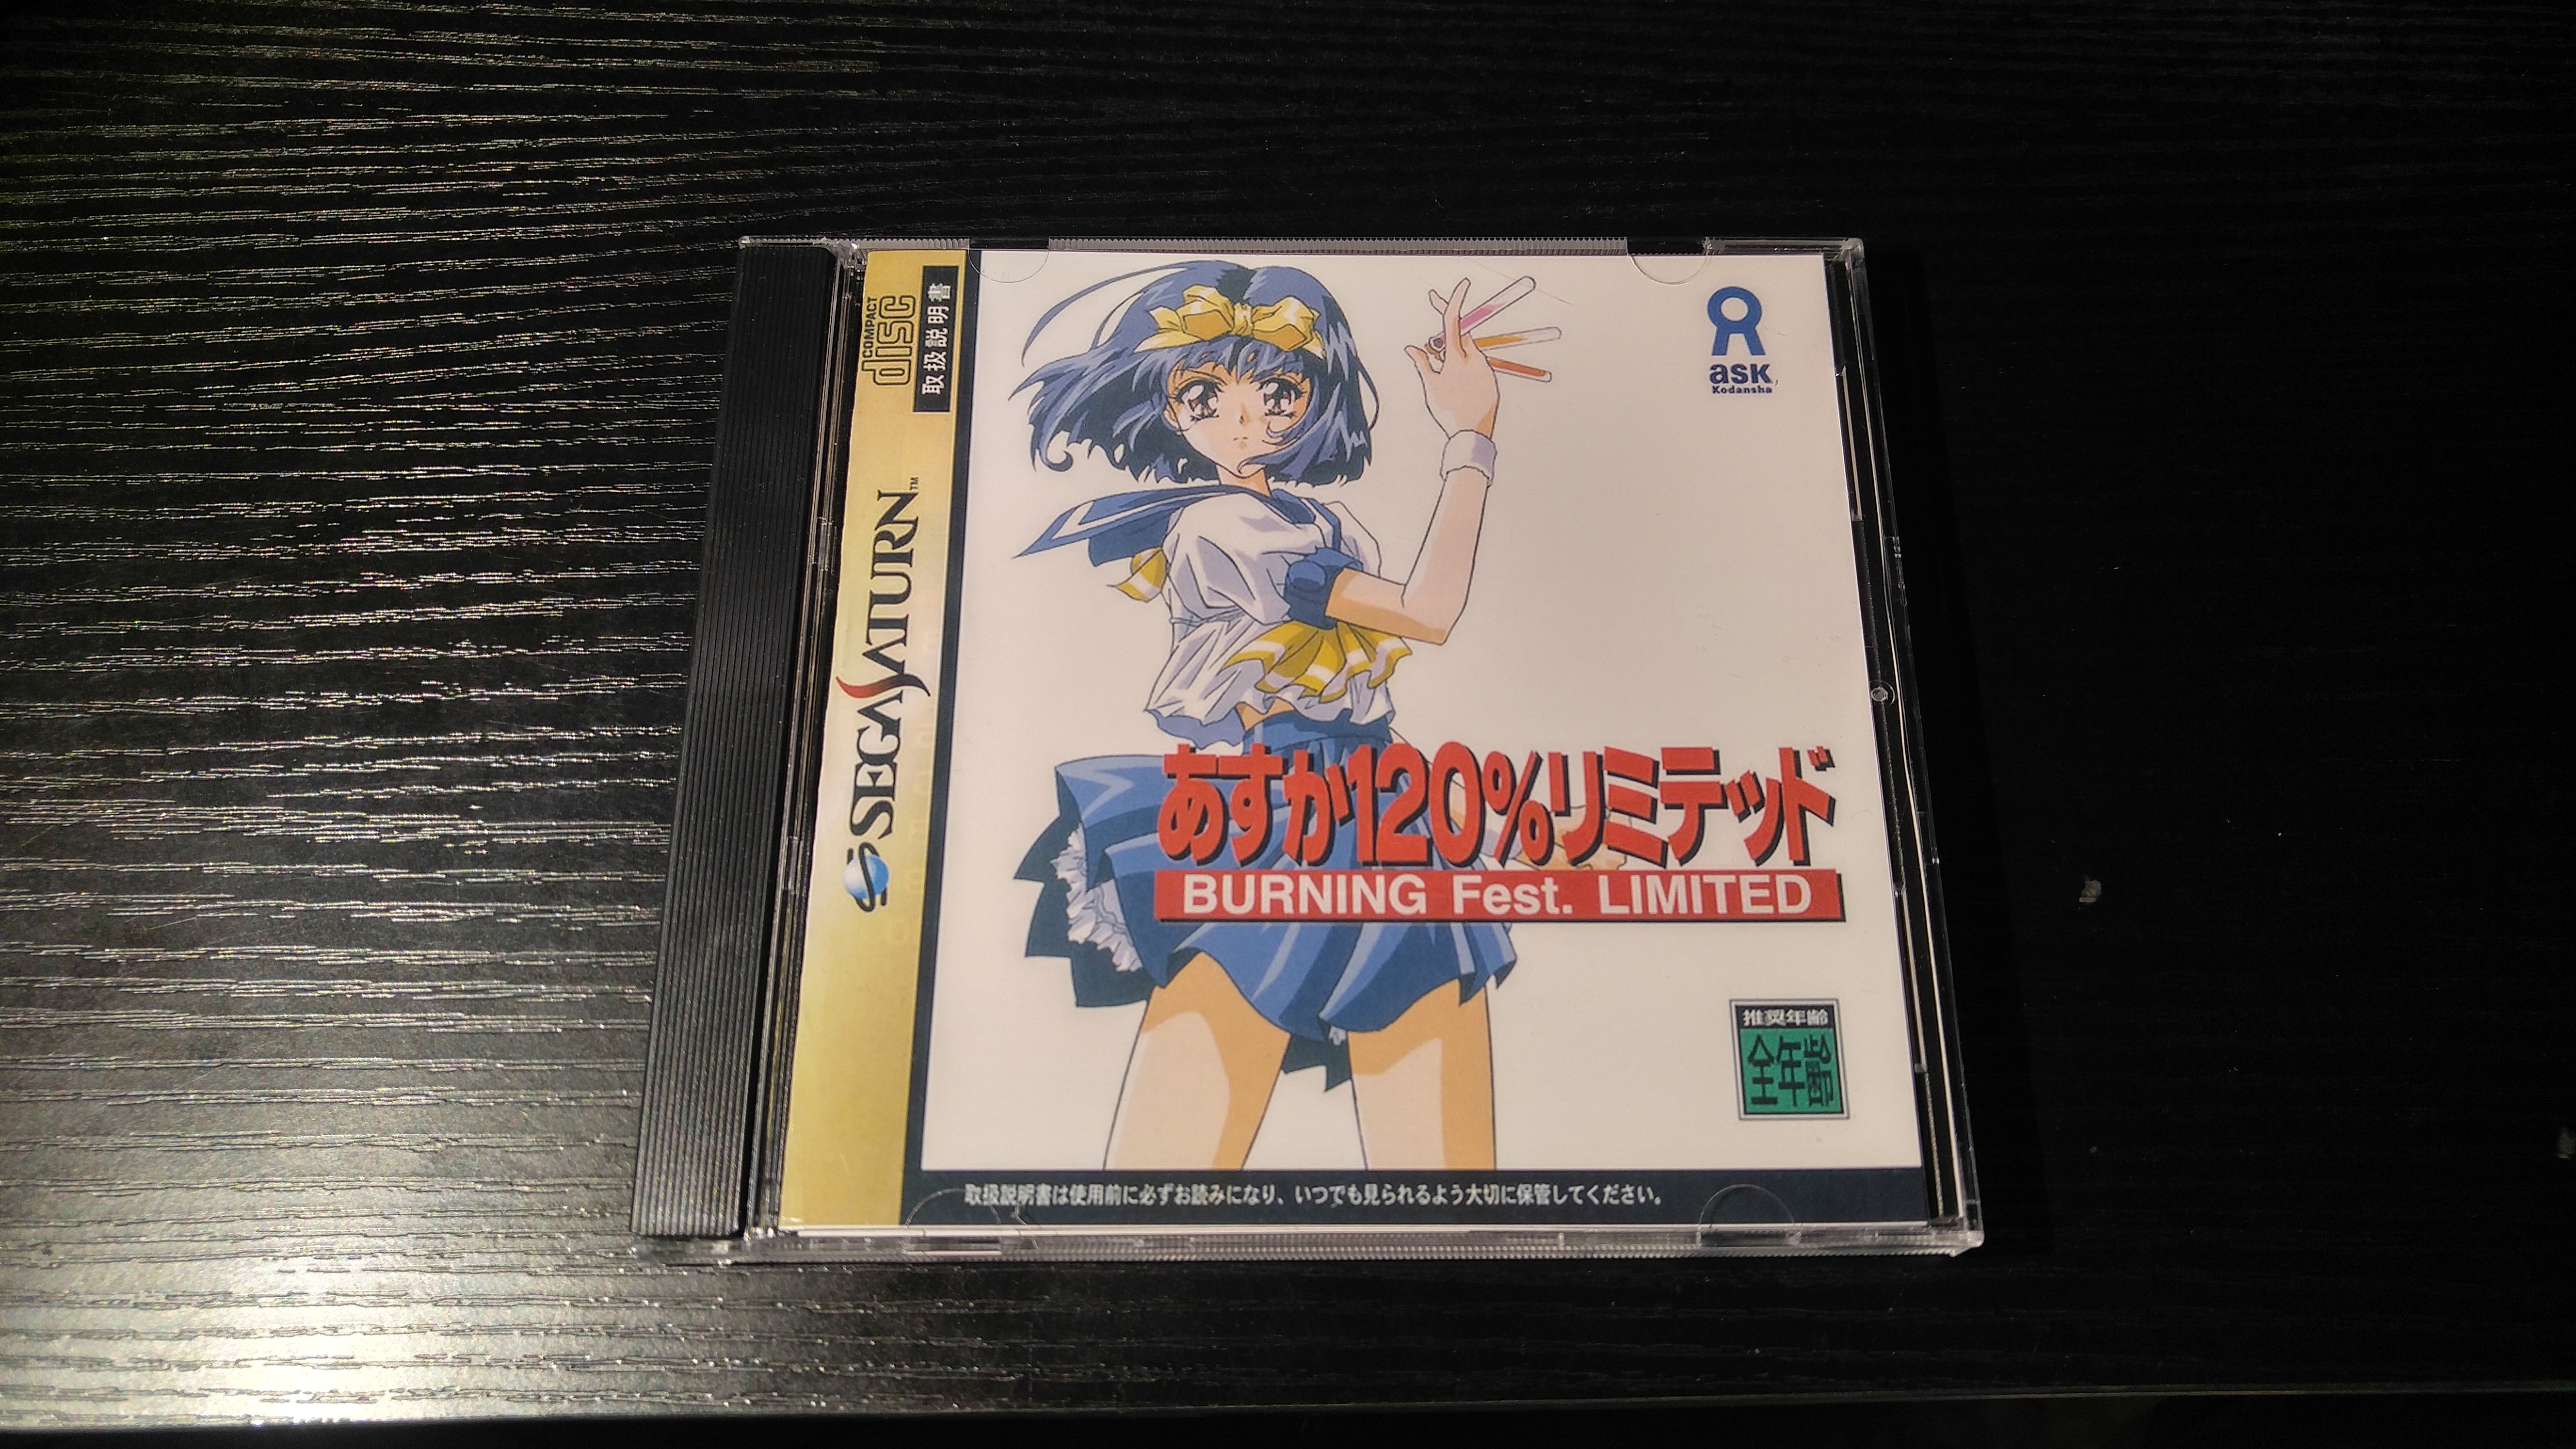 COMPACT
disc
取扱説明書
SEGA SATURN™
ask
Kodansha
あすか120%リミテッド
BURNING Fest. LIMITED
推奨年齢
全年齢
取扱説明書は使用前に必ずお読みになり、いつでも見られるよう大切に保管してください。